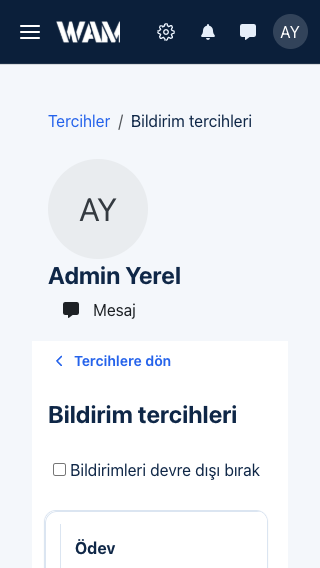 WAM
AY
Tercihler / Bildirim tercihleri
AY
Admin Yerel
Mesaj
Tercihlere dön
Bildirim tercihleri
Bildirimleri devre dışı bırak
Ödev